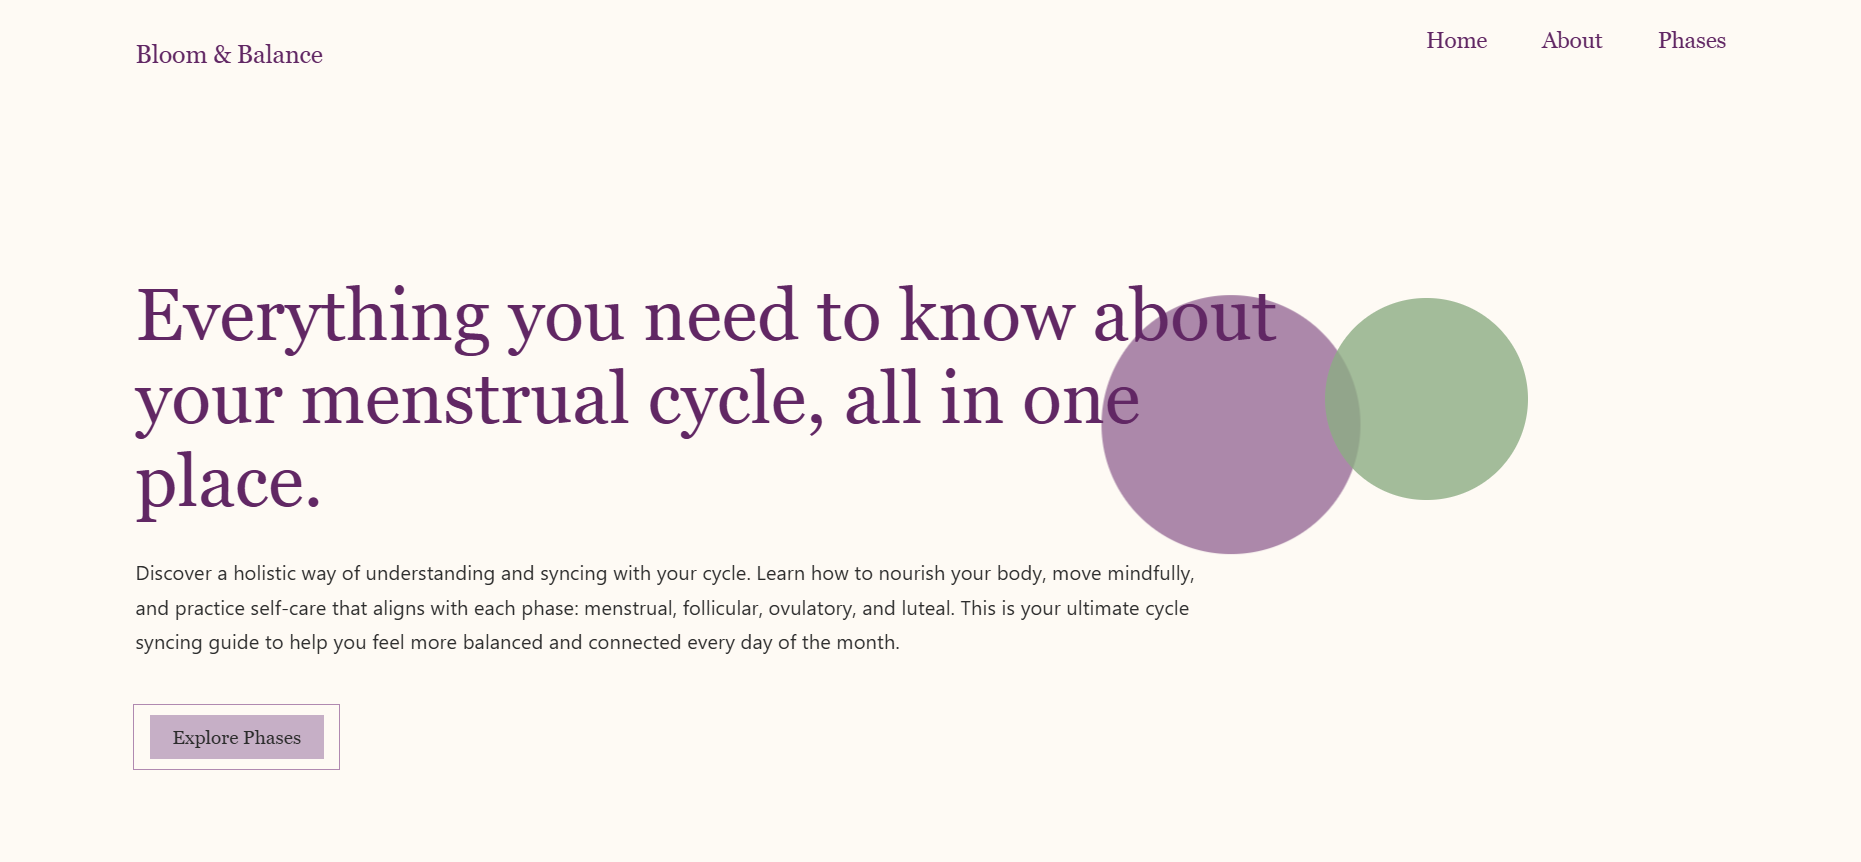 Bloom & Balance
Home
About
Phases
Everything you need to know about
your menstrual cycle, all in one
place.
Discover a holistic way of understanding and syncing with your cycle. Learn how to nourish your body, move mindfully,
and practice self-care that aligns with each phase: menstrual, follicular, ovulatory, and luteal. This is your ultimate cycle
syncing guide to help you feel more balanced and connected every day of the month.
Explore Phases